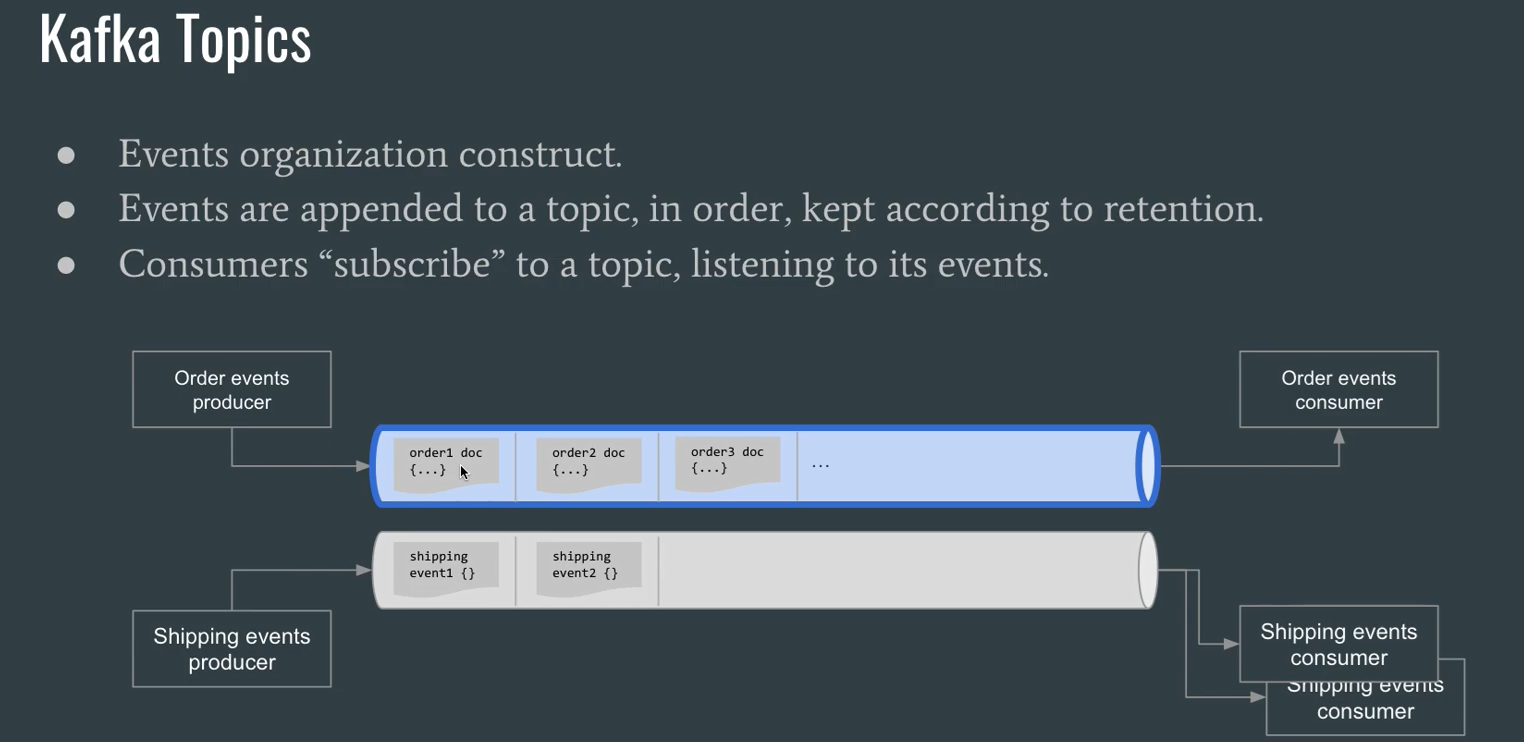 Kafka Topics
● Events organization construct.
● Events are appended to a topic, in order, kept according to retention.
● Consumers “subscribe” to a topic, listening to its events.
Order events
producer
Order events
consumer
order1 doc
{...}
order2 doc
{...}
order3 doc
{...}
...
shipping
event1 {}
shipping
event2 {}
Shipping events
producer
Shipping events
consumer
Shipping events
consumer